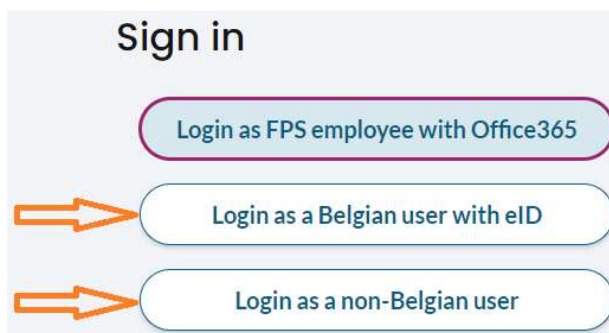 Sign in
Login as FPS employee with Office365
Login as a Belgian user with eID
Login as a non-Belgian user